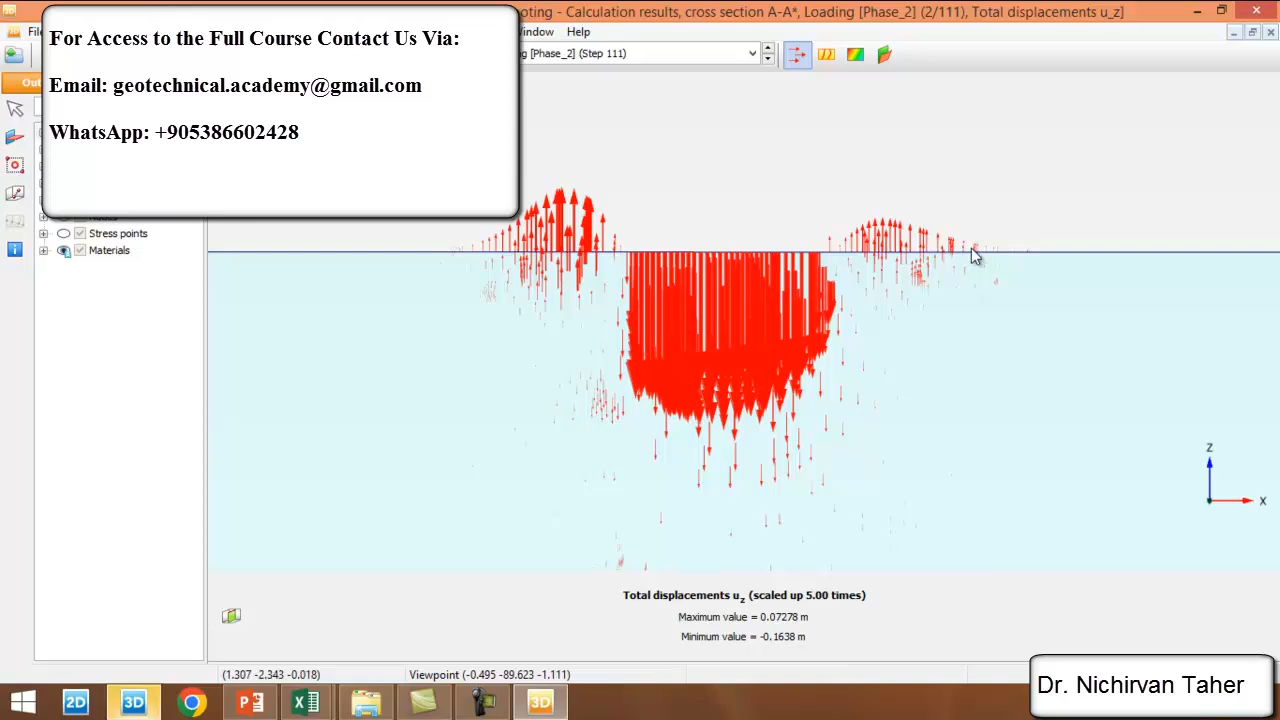 ooting - Calculation results, cross section A-A*, Loading [Phase_2] (2/111), Total displacements u_z]
For Access to the Full Course Contact Us Via:
Email: geotechnical.academy@gmail.com
WhatsApp: +905386602428
Window Help
ng [Phase_2] (Step 111)
Stress points
Materials
Z
X
Total displacements uz (scaled up 5.00 times)
Maximum value = 0.07278 m
Minimum value = -0.1638 m
(1.307 -2.343 -0.018)
Viewpoint (-0.495 -89.623 -1.111)
Dr. Nichirvan Taher
2D
3D
3D